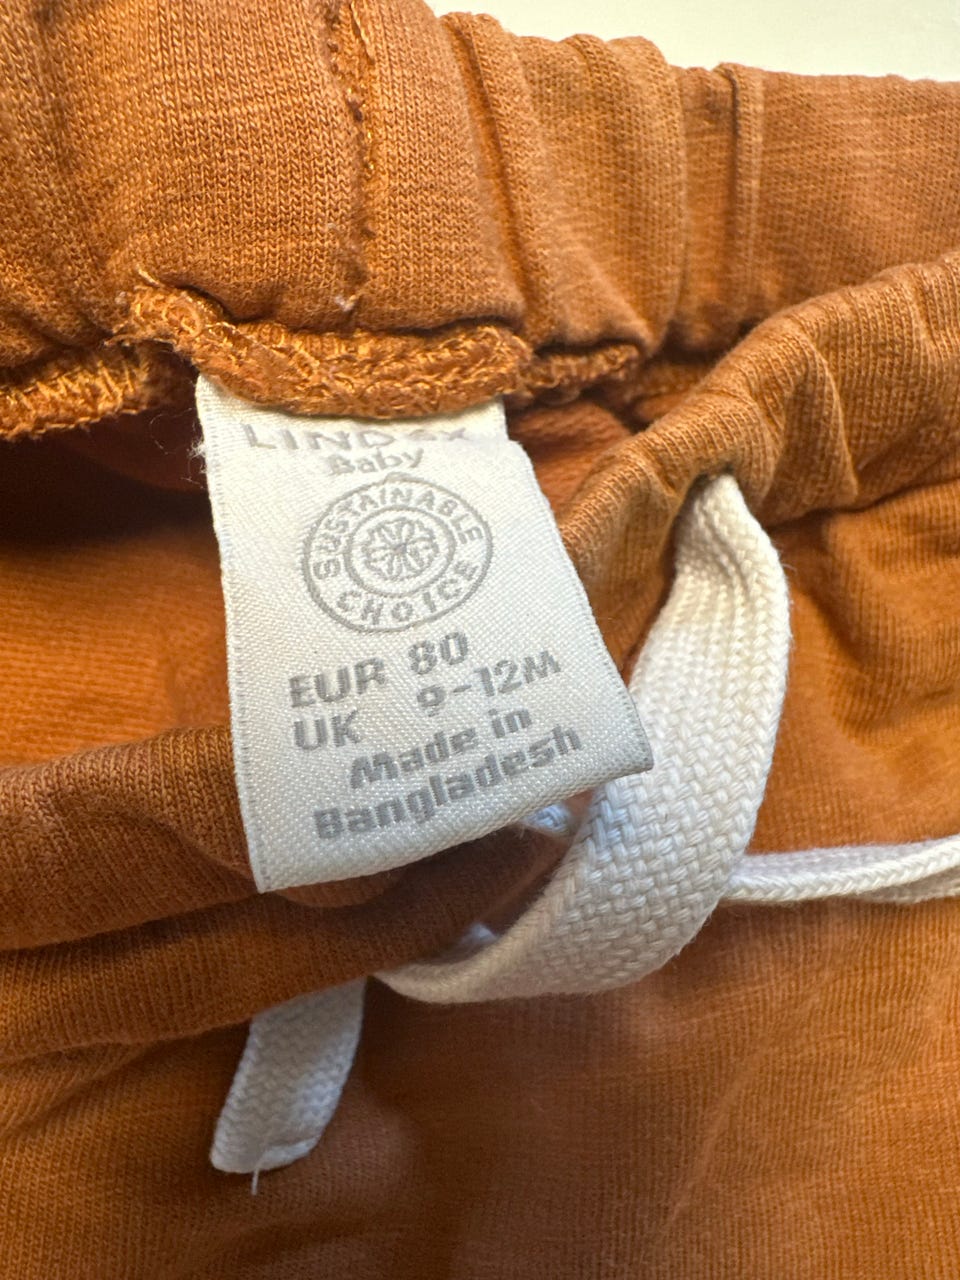 LINDEX
Baby
SUSTAINABLE
CHOICE
EUR 80
UK 9-12M
Made in
Bangladesh